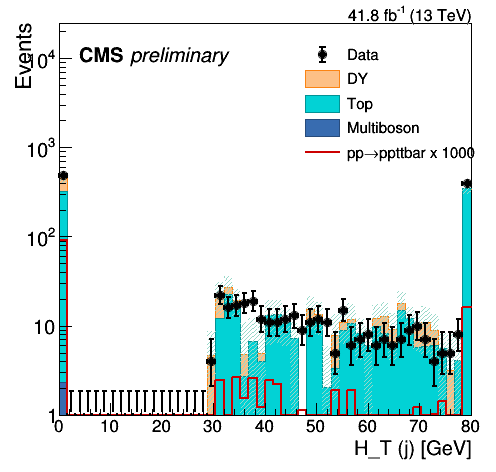 41.8 fb⁻¹ (13 TeV)
Events
CMS preliminary
Data
DY
Top
Multiboson
pp→ppttbar x 1000
10⁴
10³
10²
10
1
0 10 20 30 40 50 60 70 80
H_T (j) [GeV]